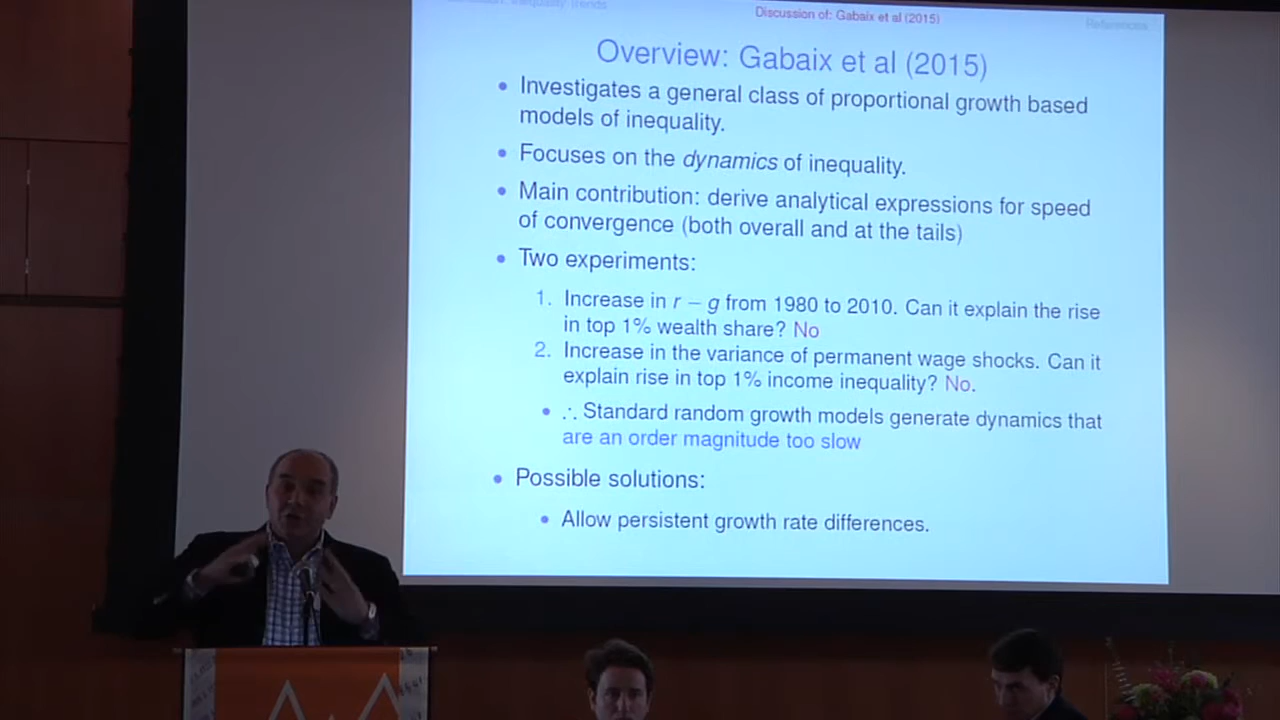 Inequality Trends
Discussion of: Gabaix et al (2015)
References
Overview: Gabaix et al (2015)
• Investigates a general class of proportional growth based
models of inequality.
• Focuses on the dynamics of inequality.
• Main contribution: derive analytical expressions for speed
of convergence (both overall and at the tails)
• Two experiments:
1. Increase in r − g from 1980 to 2010. Can it explain the rise
in top 1% wealth share? No
2. Increase in the variance of permanent wage shocks. Can it
explain rise in top 1% income inequality? No.
• ∴ Standard random growth models generate dynamics that
are an order magnitude too slow
• Possible solutions:
• Allow persistent growth rate differences.